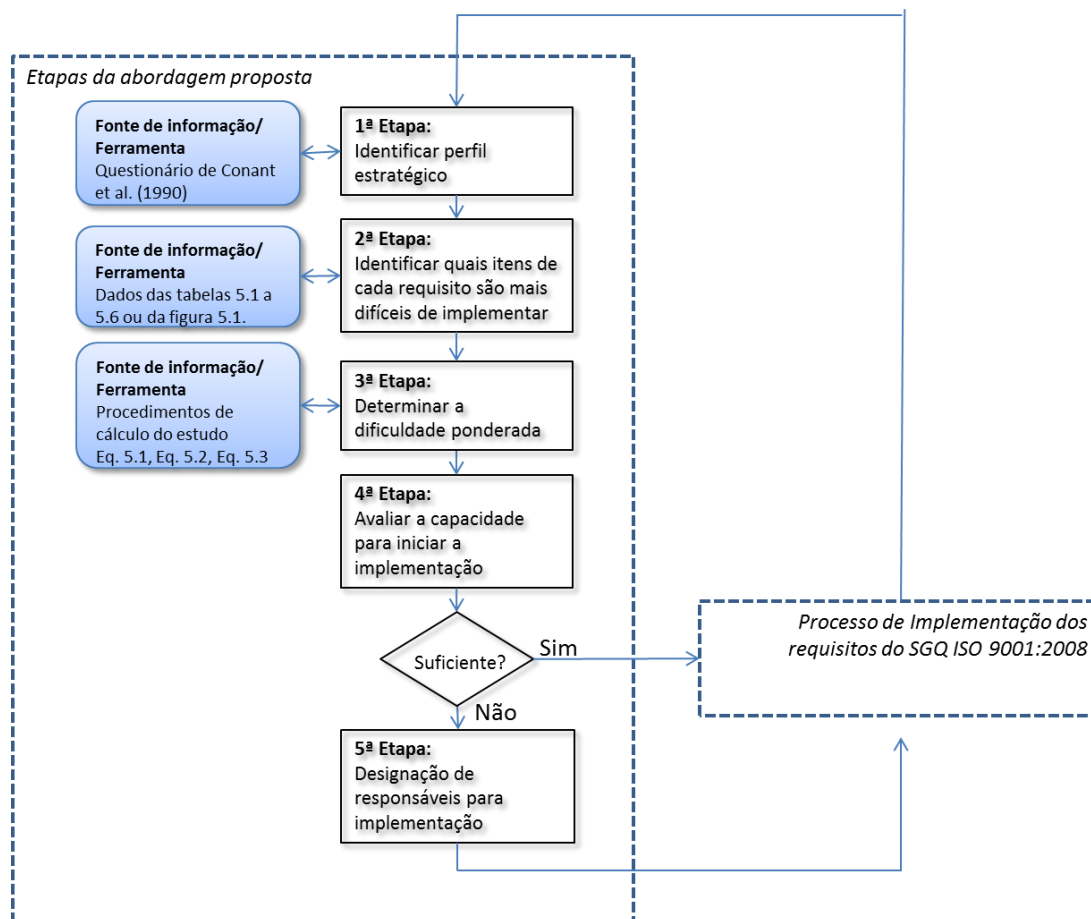 Etapas da abordagem proposta
Fonte de informação/
Ferramenta
Questionário de Conant
et al. (1990)
1ª Etapa:
Identificar perfil
estratégico
Fonte de informação/
Ferramenta
Dados das tabelas 5.1 a
5.6 ou da figura 5.1.
2ª Etapa:
Identificar quais itens de
cada requisito são mais
difíceis de implementar
Fonte de informação/
Ferramenta
Procedimentos de
cálculo do estudo
Eq. 5.1, Eq. 5.2, Eq. 5.3
3ª Etapa:
Determinar a
dificuldade ponderada
4ª Etapa:
Avaliar a capacidade
para iniciar a
implementação
Suficiente?
Sim
Não
Processo de Implementação dos
requisitos do SGQ ISO 9001:2008
5ª Etapa:
Designação de
responsáveis para
implementação